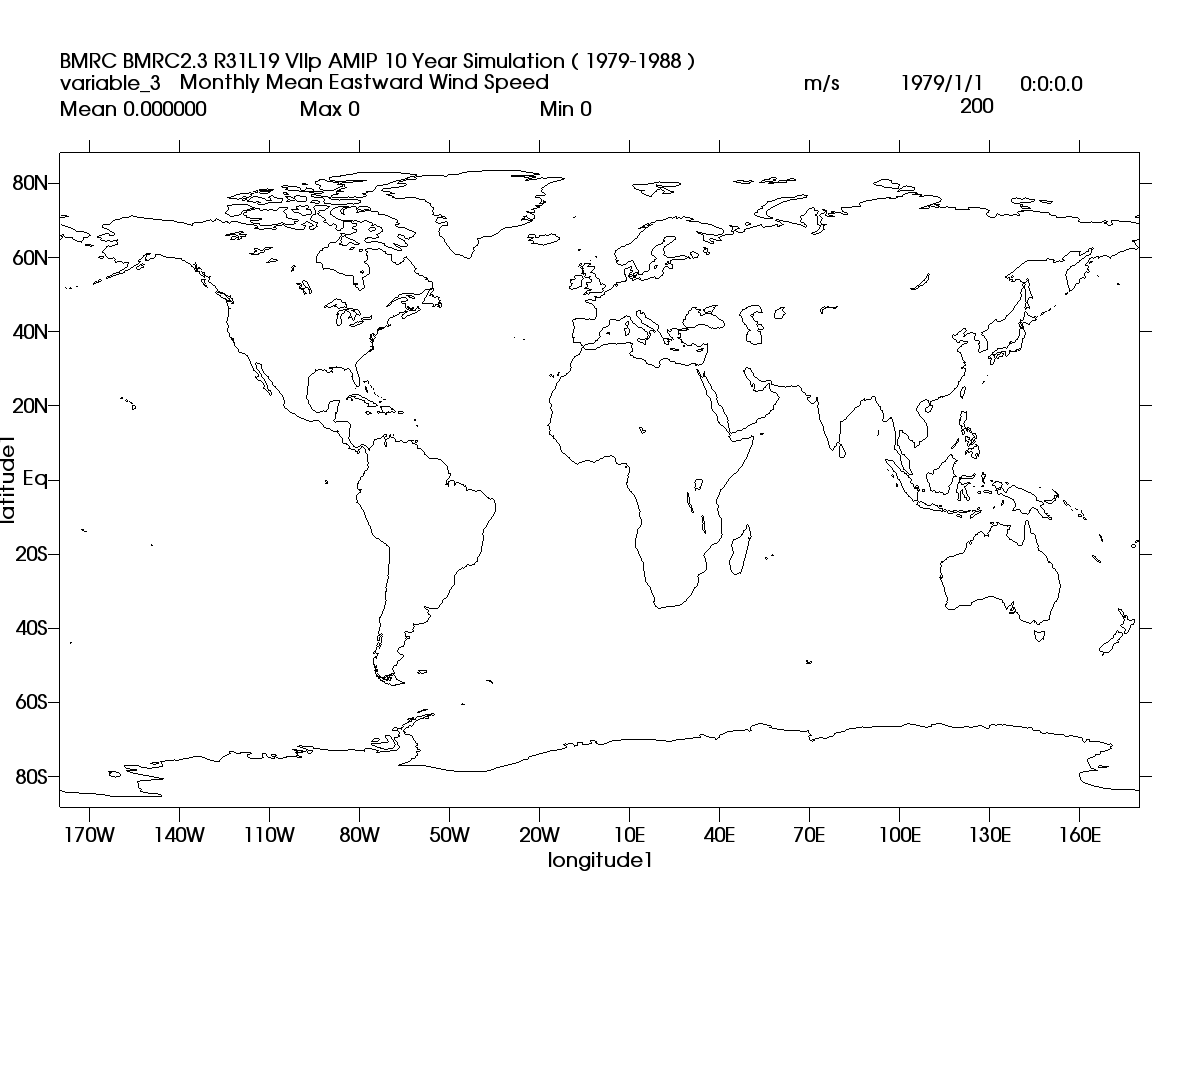 BMRC BMRC2.3 R31L19 VIIp AMIP 10 Year Simulation ( 1979-1988 )
variable_3 Monthly Mean Eastward Wind Speed m/s 1979/1/1 0:0:0.0
Mean 0.000000 Max 0 Min 0 200
80N
60N
40N
20N
Eq
20S
40S
60S
80S
latitude1
170W 140W 110W 80W 50W 20W 10E 40E 70E 100E 130E 160E
longitude1